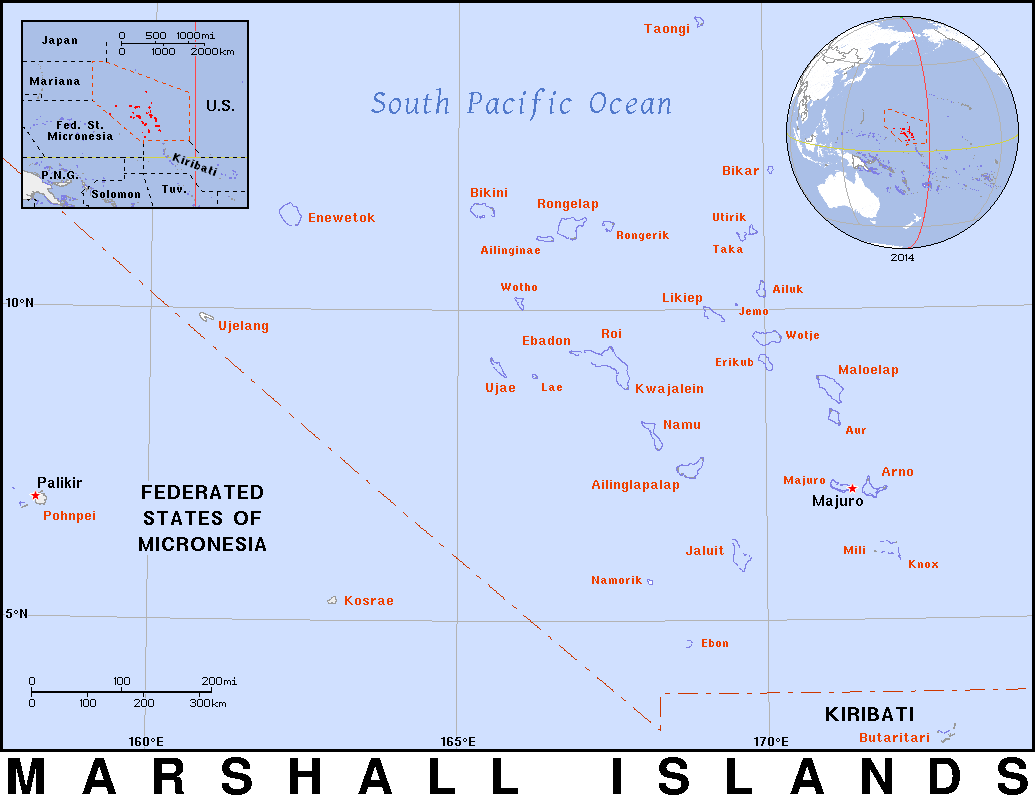 Japan
0 500 1000mi
0 1000 2000km
Mariana
U.S.
Fed. St.
Micronesia
Kiribati
P.N.G.
Solomon
Tuv.
Taongi
South Pacific Ocean
2014
Bikar
Bikini
Rongelap
Enewetok
Utirik
Rongerik
Ailinginae
Taka
Wotho
Ailuk
Likiep
10°N
Jemo
Ujelang
Roi
Wotje
Ebadon
Erikub
Maloelap
Ujae
Lae
Kwajalein
Namu
Aur
Arno
Majuro
Ailinglapalap
Palikir
Majuro
FEDERATED
STATES OF
MICRONESIA
Pohnpei
Jaluit
Mili
Knox
Namorik
Kosrae
5°N
Ebon
0 100 200mi
0 100 200 300km
KIRIBATI
Butaritari
160°E
165°E
170°E
MARSHALL ISLANDS